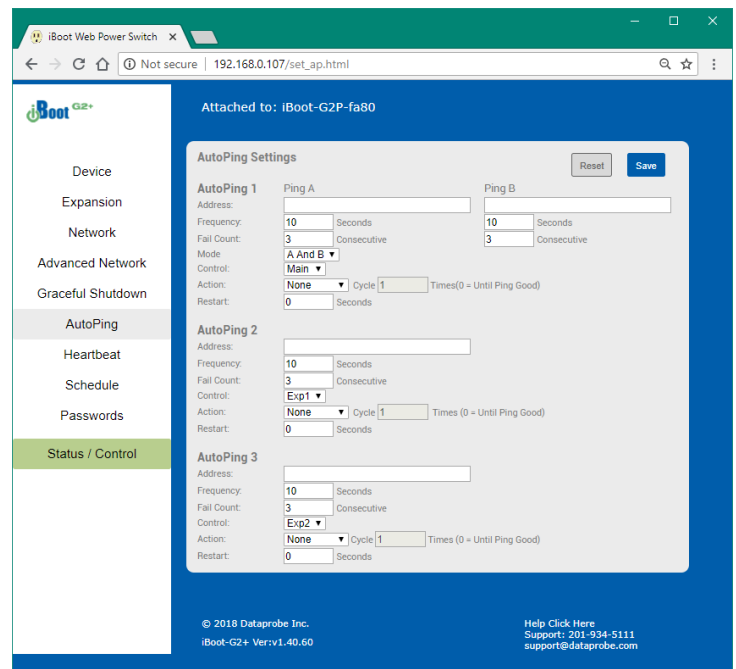 iBoot Web Power Switch
Not secure | 192.168.0.107/set_ap.html
iBoot G2+
Attached to: iBoot-G2P-fa80
Device
Expansion
Network
Advanced Network
Graceful Shutdown
AutoPing
Heartbeat
Schedule
Passwords
Status / Control
AutoPing Settings
Reset Save
AutoPing 1 Ping A Ping B
Address:
Frequency: 10 Seconds 10 Seconds
Fail Count: 3 Consecutive 3 Consecutive
Mode A And B
Control: Main
Action: None Cycle 1 Times(0 = Until Ping Good)
Restart: 0 Seconds
AutoPing 2
Address:
Frequency: 10 Seconds
Fail Count: 3 Consecutive
Control: Exp1
Action: None Cycle 1 Times (0 = Until Ping Good)
Restart: 0 Seconds
AutoPing 3
Address:
Frequency: 10 Seconds
Fail Count: 3 Consecutive
Control: Exp2
Action: None Cycle 1 Times (0 = Until Ping Good)
Restart: 0 Seconds
© 2018 Dataprobe Inc.
iBoot-G2+ Ver:v1.40.60
Help Click Here
Support: 201-934-5111
support@dataprobe.com